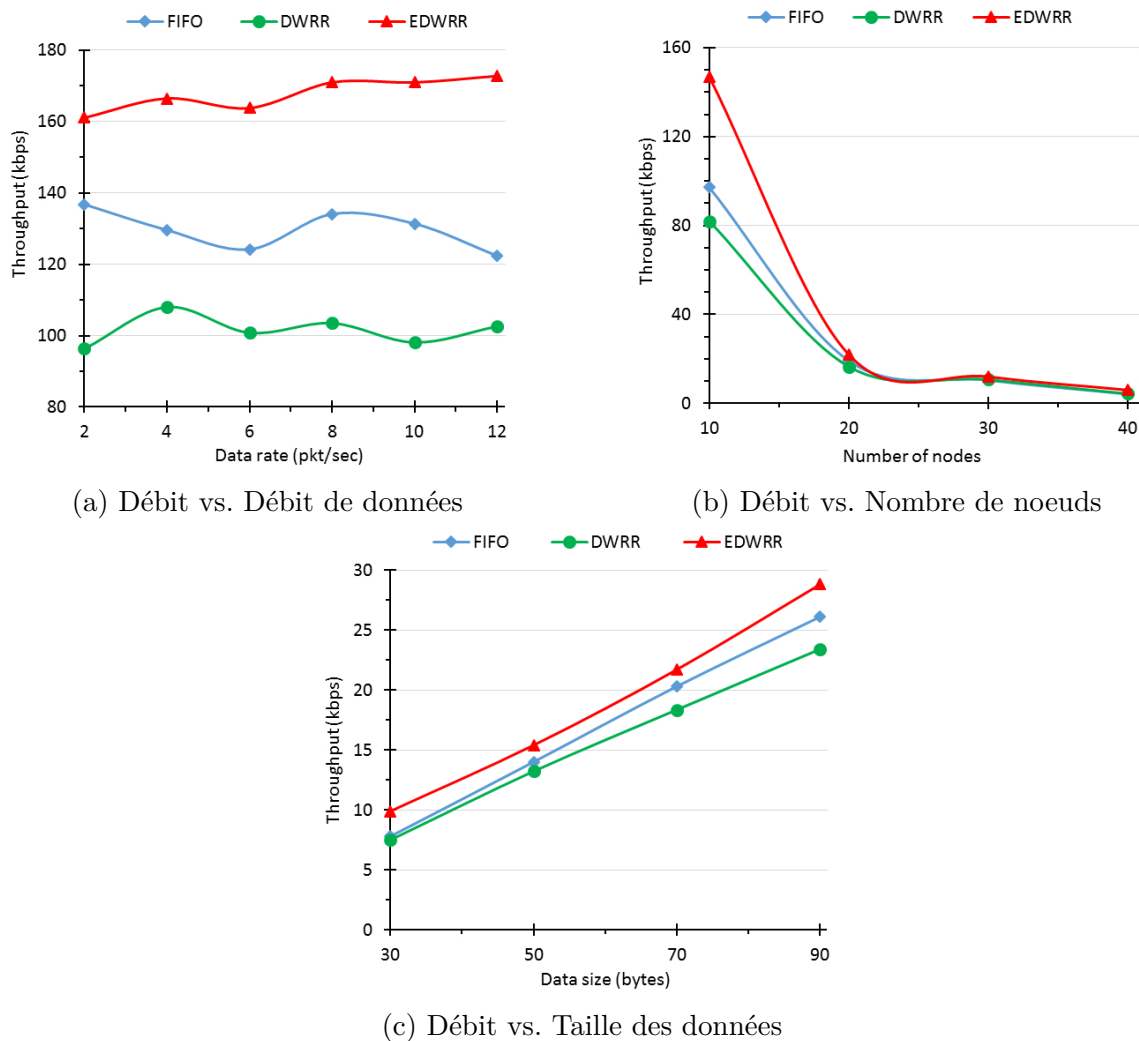 FIFO DWRR EDWRR
180
160
140
120
100
80
Throughput (kbps)
2 4 6 8 10 12
Data rate (pkt/sec)
(a) Débit vs. Débit de données
FIFO DWRR EDWRR
160
120
80
40
0
Throughput (kbps)
10 20 30 40
Number of nodes
(b) Débit vs. Nombre de noeuds
FIFO DWRR EDWRR
30
25
20
15
10
5
0
Throughput (kbps)
30 50 70 90
Data size (bytes)
(c) Débit vs. Taille des données